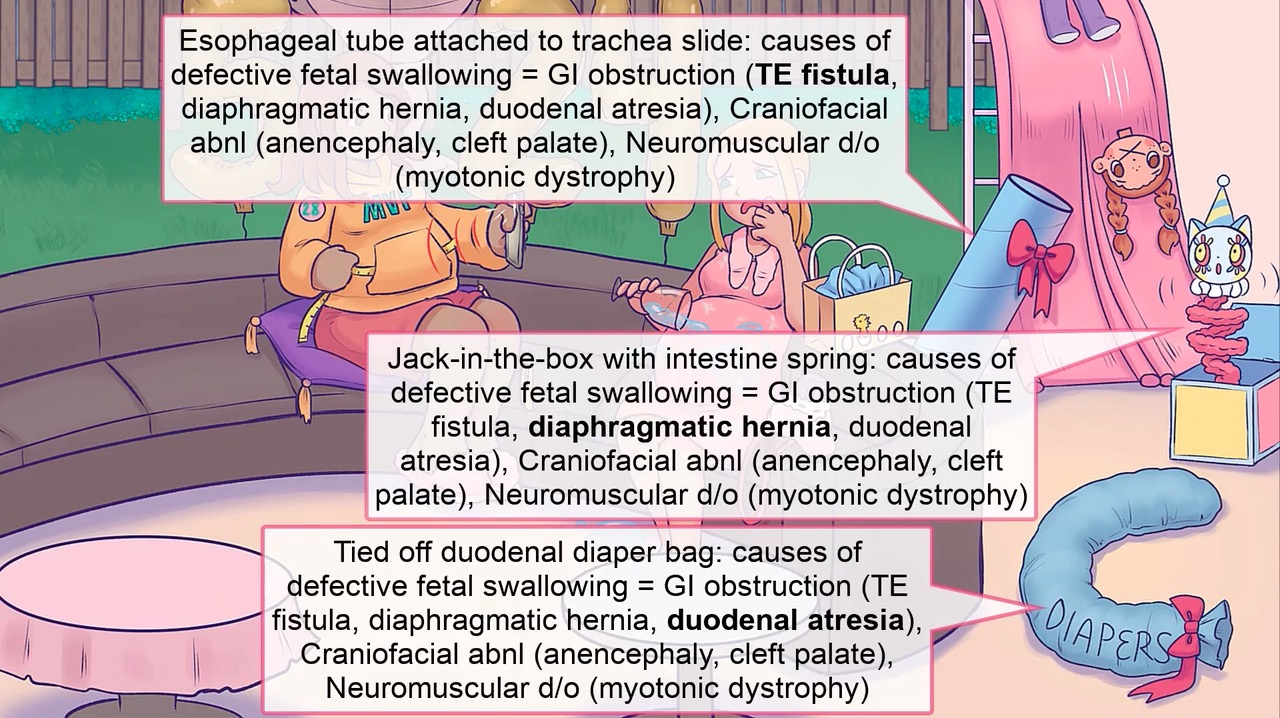 Esophageal tube attached to trachea slide: causes of
defective fetal swallowing = GI obstruction (TE fistula,
diaphragmatic hernia, duodenal atresia), Craniofacial
abnl (anencephaly, cleft palate), Neuromuscular d/o
(myotonic dystrophy)
28
MVP
Jack-in-the-box with intestine spring: causes of
defective fetal swallowing = GI obstruction (TE
fistula, diaphragmatic hernia, duodenal
atresia), Craniofacial abnl (anencephaly, cleft
palate), Neuromuscular d/o (myotonic dystrophy)
Tied off duodenal diaper bag: causes of
defective fetal swallowing = GI obstruction (TE
fistula, diaphragmatic hernia, duodenal atresia),
Craniofacial abnl (anencephaly, cleft palate),
Neuromuscular d/o (myotonic dystrophy)
DIAPERS